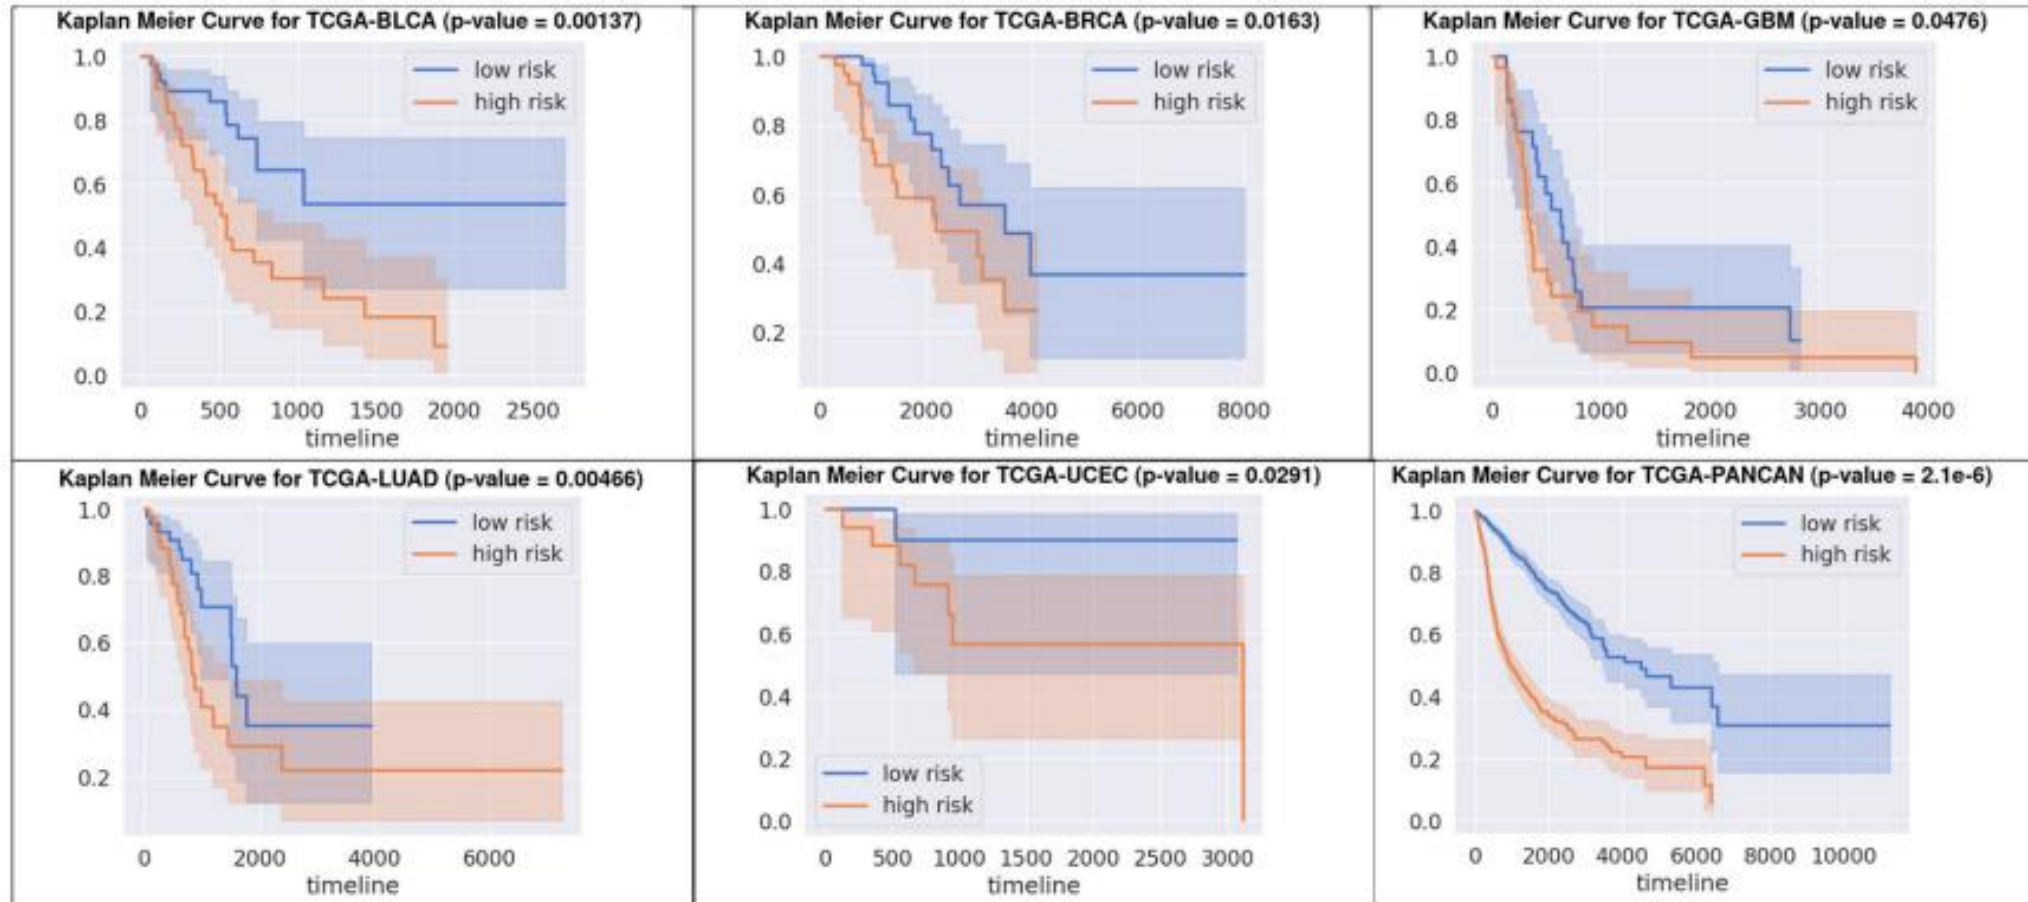 Kaplan Meier Curve for TCGA-BLCA (p-value = 0.00137)
low risk
high risk
1.0
0.8
0.6
0.4
0.2
0.0
0 500 1000 1500 2000 2500
timeline
Kaplan Meier Curve for TCGA-BRCA (p-value = 0.0163)
low risk
high risk
1.0
0.8
0.6
0.4
0.2
0 2000 4000 6000 8000
timeline
Kaplan Meier Curve for TCGA-GBM (p-value = 0.0476)
low risk
high risk
1.0
0.8
0.6
0.4
0.2
0.0
0 1000 2000 3000 4000
timeline
Kaplan Meier Curve for TCGA-LUAD (p-value = 0.00466)
low risk
high risk
1.0
0.8
0.6
0.4
0.2
0 2000 4000 6000
timeline
Kaplan Meier Curve for TCGA-UCEC (p-value = 0.0291)
1.0
0.8
0.6
0.4
0.2
0.0
low risk
high risk
0 500 1000 1500 2000 2500 3000
timeline
Kaplan Meier Curve for TCGA-PANCAN (p-value = 2.1e-6)
low risk
high risk
1.0
0.8
0.6
0.4
0.2
0.0
0 2000 4000 6000 8000 10000
timeline